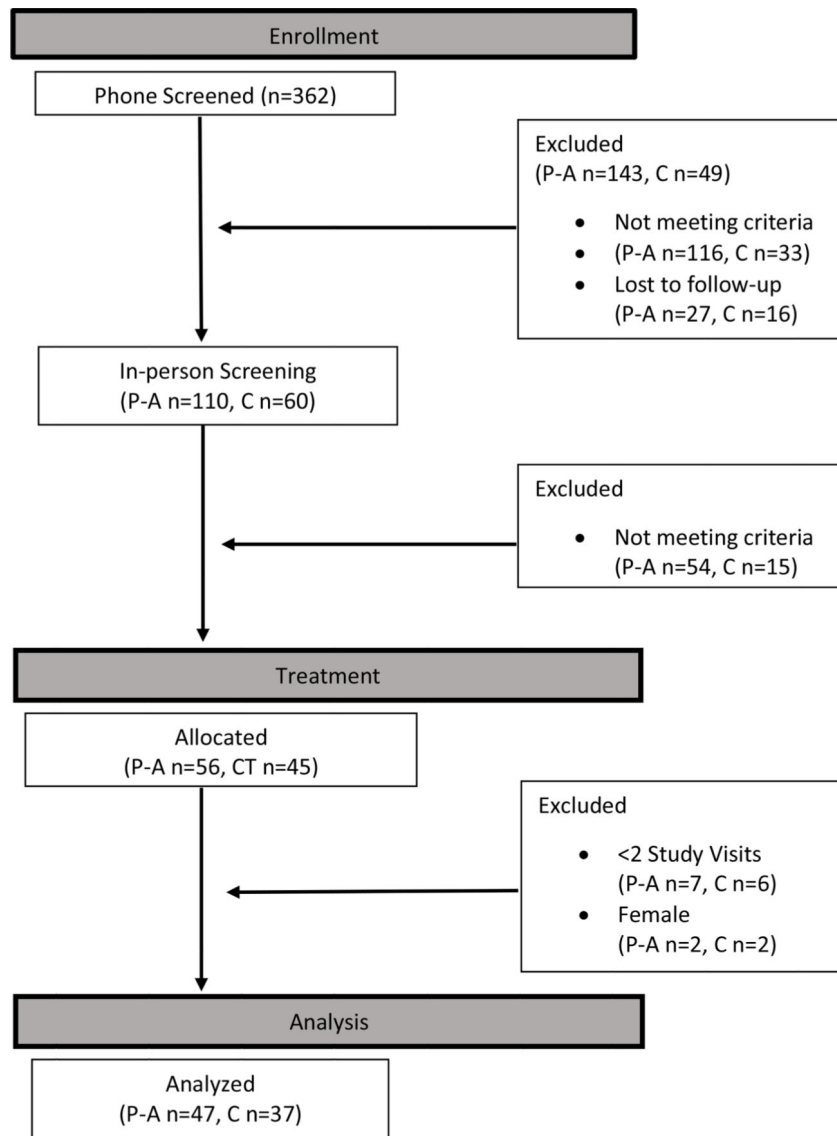 Enrollment
Phone Screened (n=362)
Excluded
(P-A n=143, C n=49)
• Not meeting criteria
• (P-A n=116, C n=33)
• Lost to follow-up
(P-A n=27, C n=16)
In-person Screening
(P-A n=110, C n=60)
Excluded
• Not meeting criteria
(P-A n=54, C n=15)
Treatment
Allocated
(P-A n=56, CT n=45)
Excluded
• <2 Study Visits
(P-A n=7, C n=6)
• Female
(P-A n=2, C n=2)
Analysis
Analyzed
(P-A n=47, C n=37)